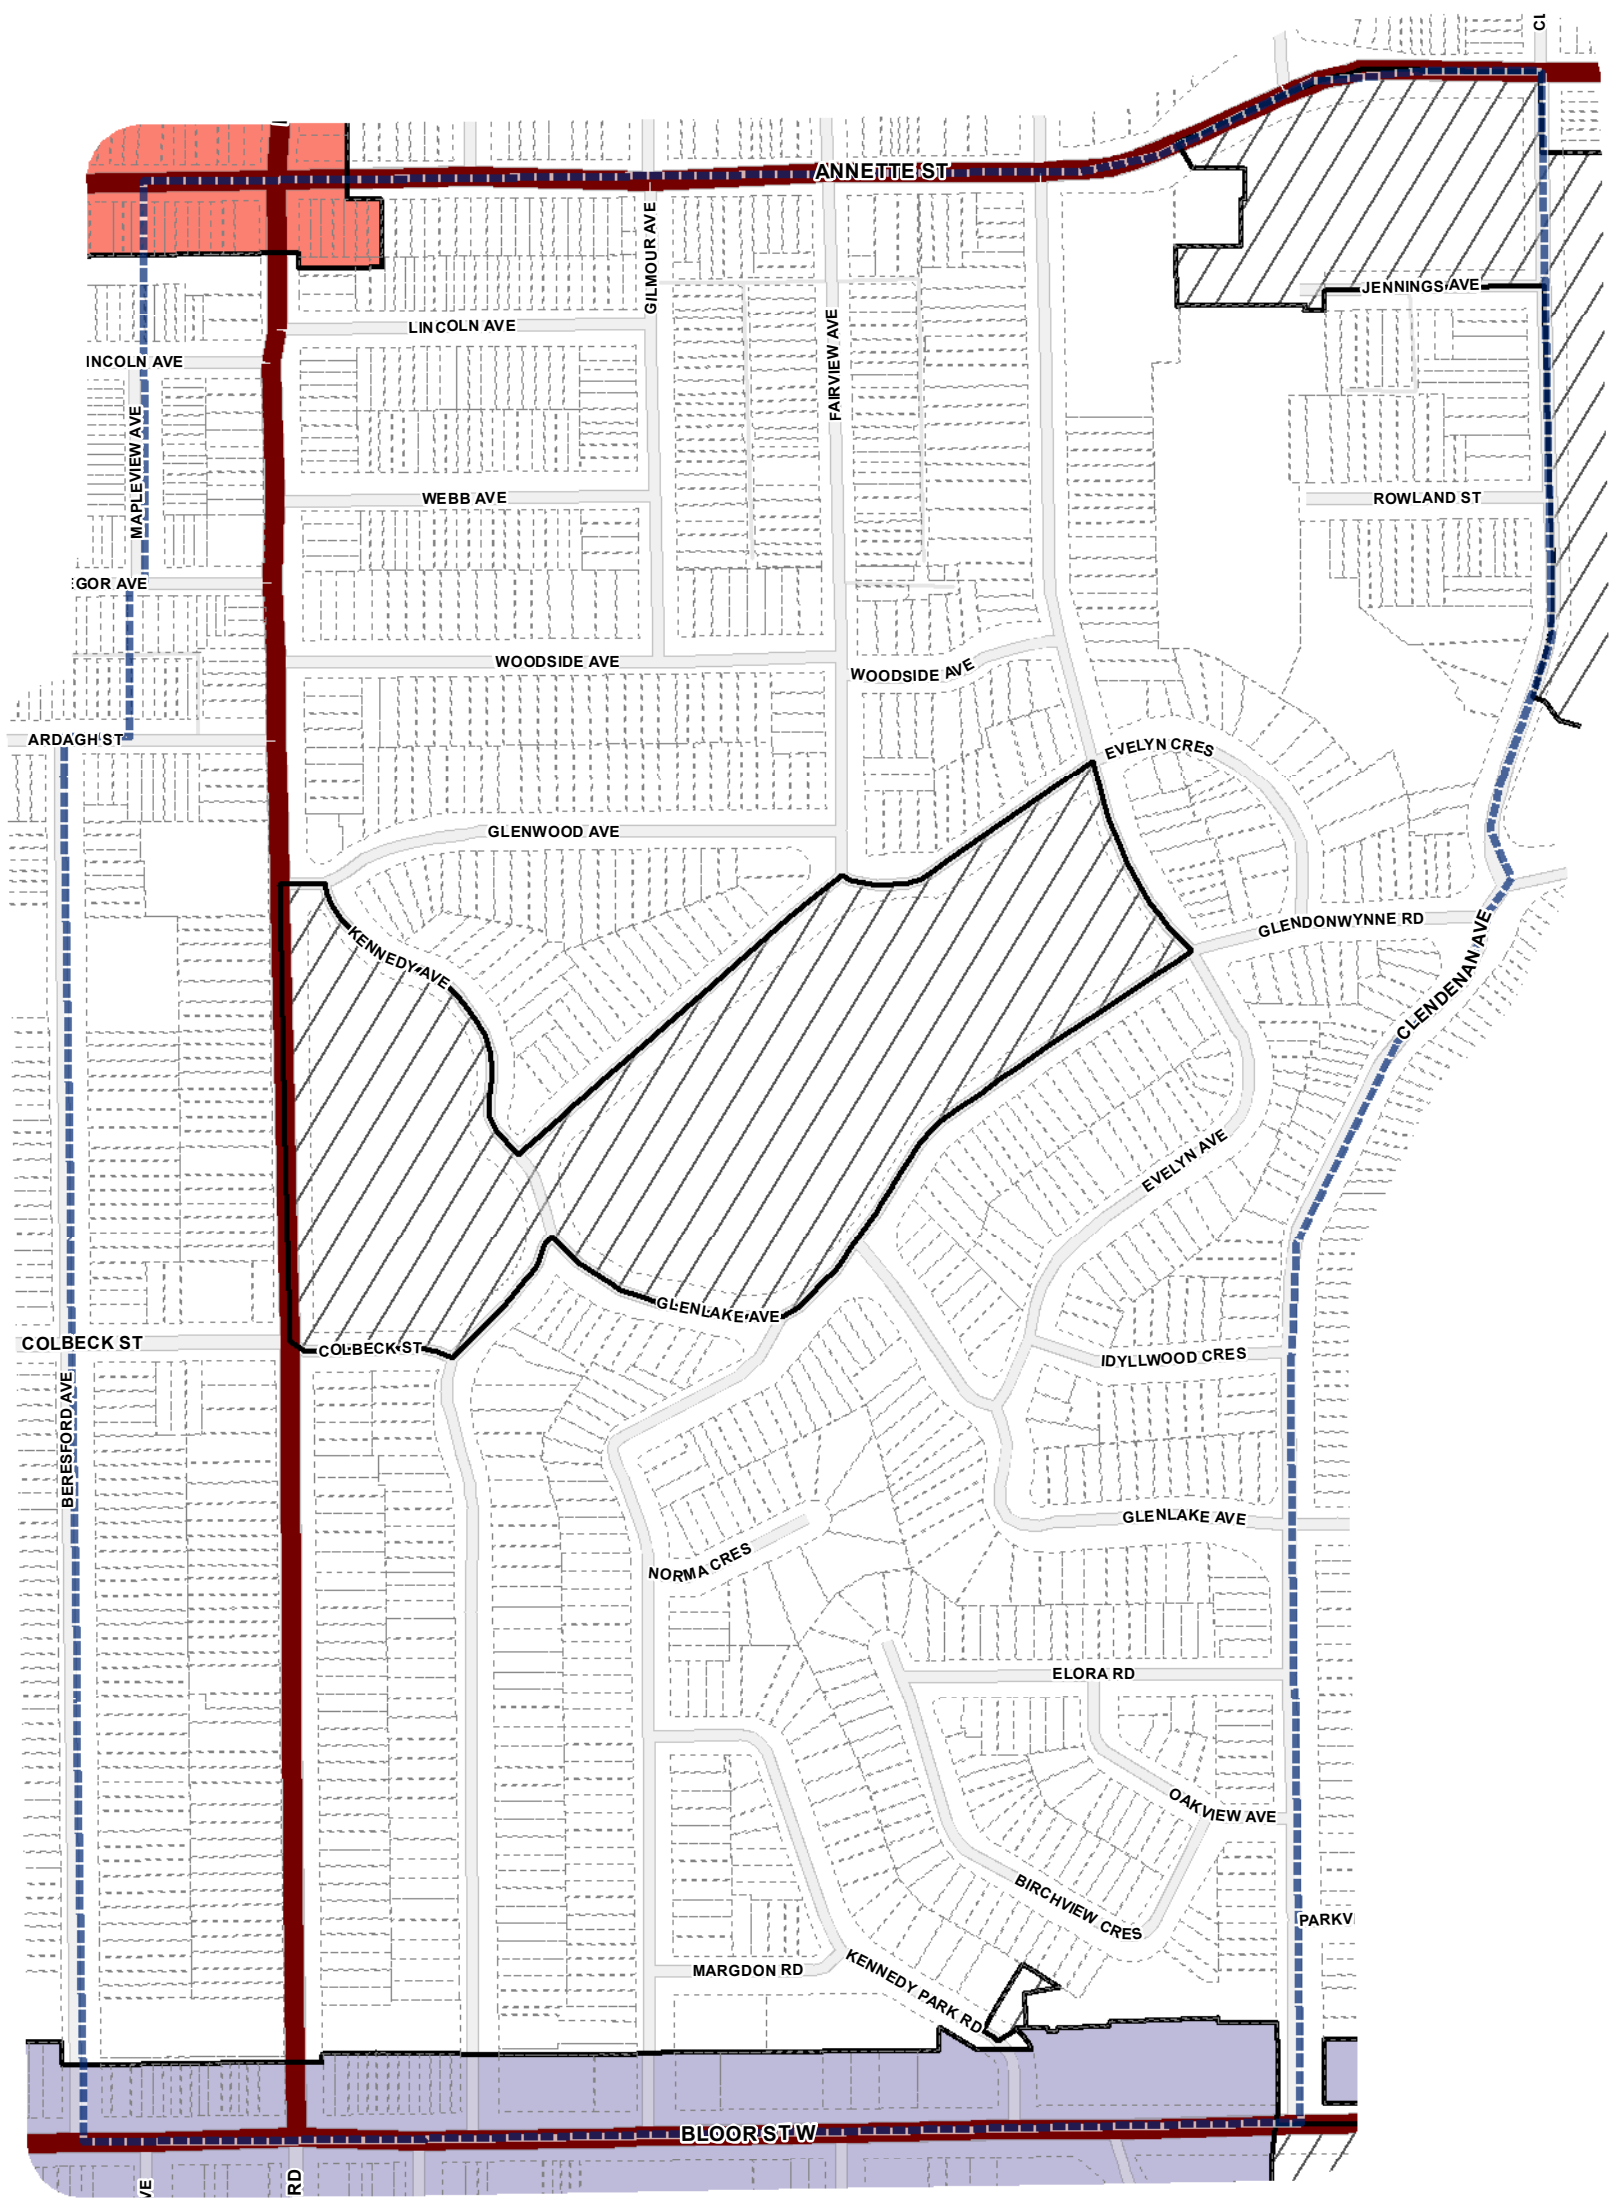 CL
ANNETTE ST
GILMOUR AVE
JENNINGS AVE
LINCOLN AVE
FAIRVIEW AVE
INCOLN AVE
MAPLEVIEW AVE
WEBB AVE
ROWLAND ST
GOR AVE
WOODSIDE AVE
WOODSIDE AVE
ARDAGH ST
EVELYN CRES
GLENWOOD AVE
GLENDONWYNNE RD
KENNEDY AVE
CLENDENAN AVE
EVELYN AVE
GLENLAKE AVE
COLBECK ST
COLBECK ST
IDYLLWOOD CRES
BERESFORD AVE
GLENLAKE AVE
NORMA CRES
ELORA RD
OAKVIEW AVE
BIRCHVIEW CRES
PARKVI
MARGDON RD
KENNEDY PARK RD
BLOOR ST W
VE
RD